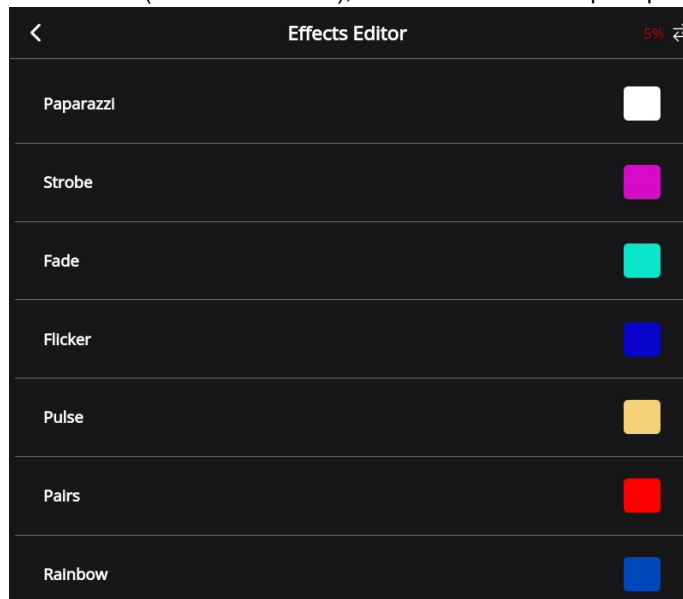 Effects Editor
5%
Paparazzi
Strobe
Fade
Flicker
Pulse
Pairs
Rainbow